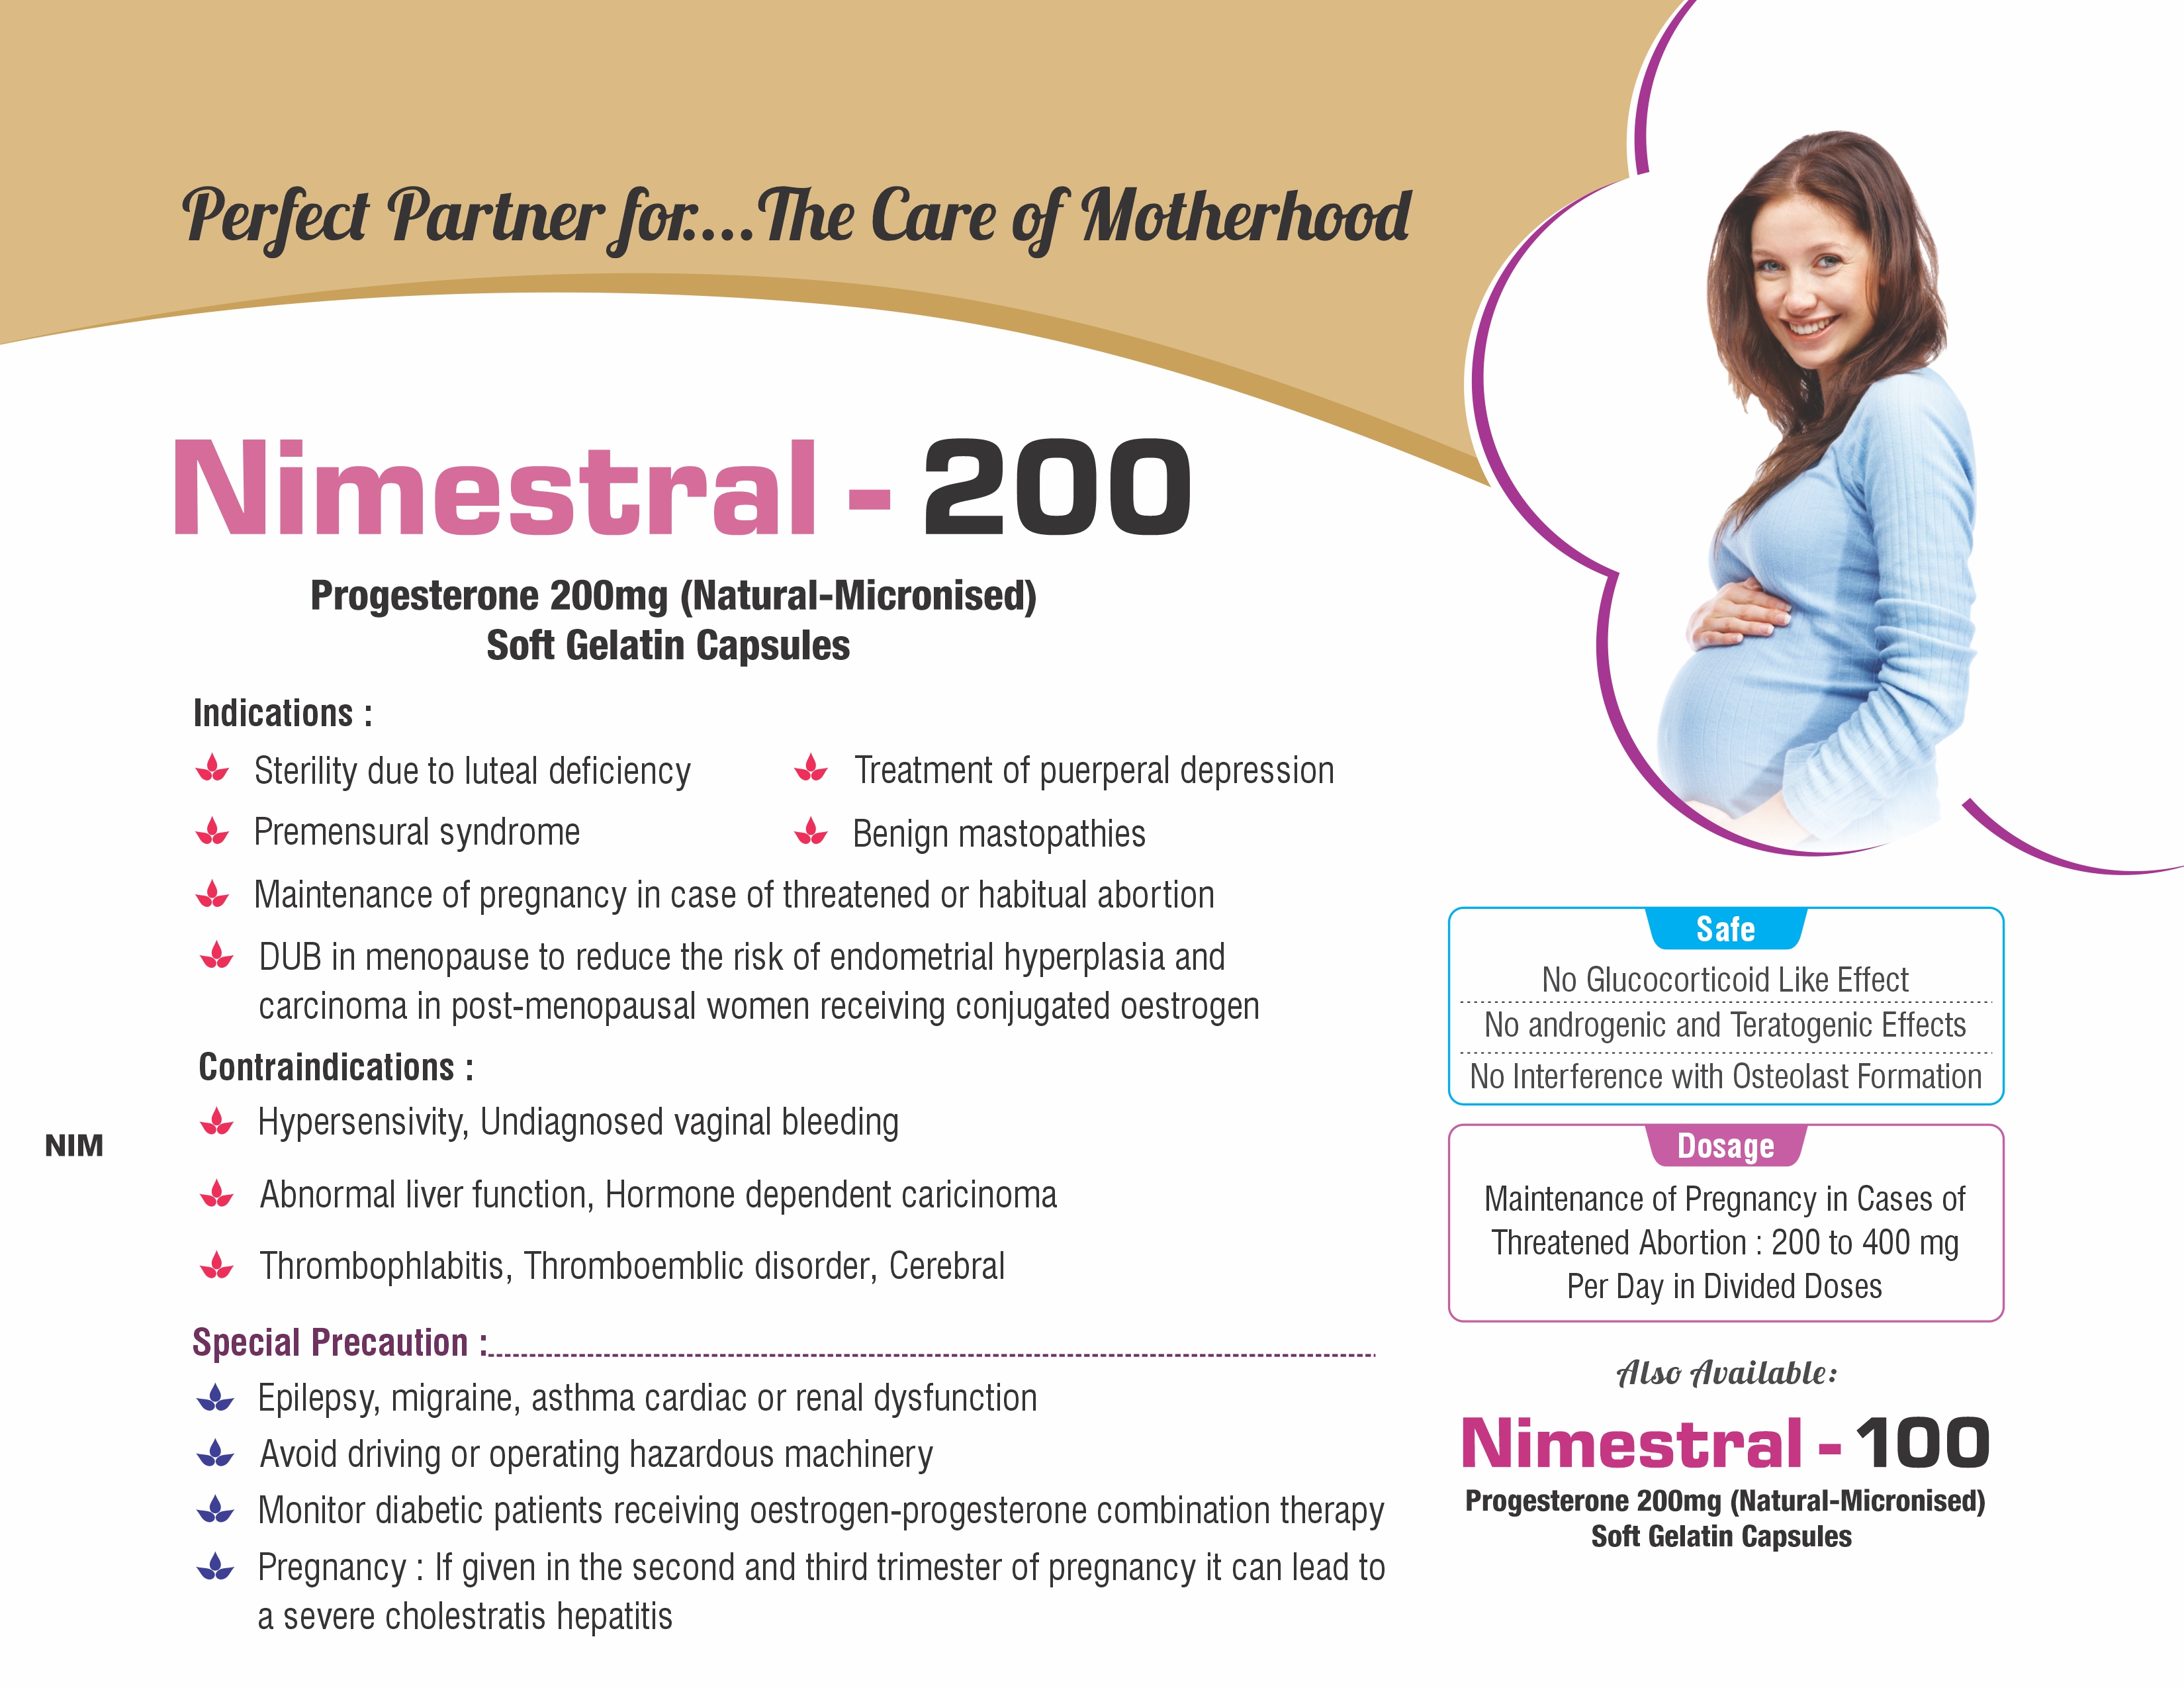 Perfect Partner for....The Care of Motherhood
Nimestral - 200
Progesterone 200mg (Natural-Micronised)
Soft Gelatin Capsules
Indications :
Sterility due to luteal deficiency
Treatment of puerperal depression
Premensural syndrome
Benign mastopathies
Maintenance of pregnancy in case of threatened or habitual abortion
DUB in menopause to reduce the risk of endometrial hyperplasia and
carcinoma in post-menopausal women receiving conjugated oestrogen
Contraindications :
Hypersensivity, Undiagnosed vaginal bleeding
Abnormal liver function, Hormone dependent caricinoma
Thrombophlabitis, Thromboemblic disorder, Cerebral
NIM
Special Precaution :
Epilepsy, migraine, asthma cardiac or renal dysfunction
Avoid driving or operating hazardous machinery
Monitor diabetic patients receiving oestrogen-progesterone combination therapy
Pregnancy : If given in the second and third trimester of pregnancy it can lead to
a severe cholestratis hepatitis
Safe
No Glucocorticoid Like Effect
No androgenic and Teratogenic Effects
No Interference with Osteolast Formation
Dosage
Maintenance of Pregnancy in Cases of
Threatened Abortion : 200 to 400 mg
Per Day in Divided Doses
Also Available:
Nimestral - 100
Progesterone 200mg (Natural-Micronised)
Soft Gelatin Capsules